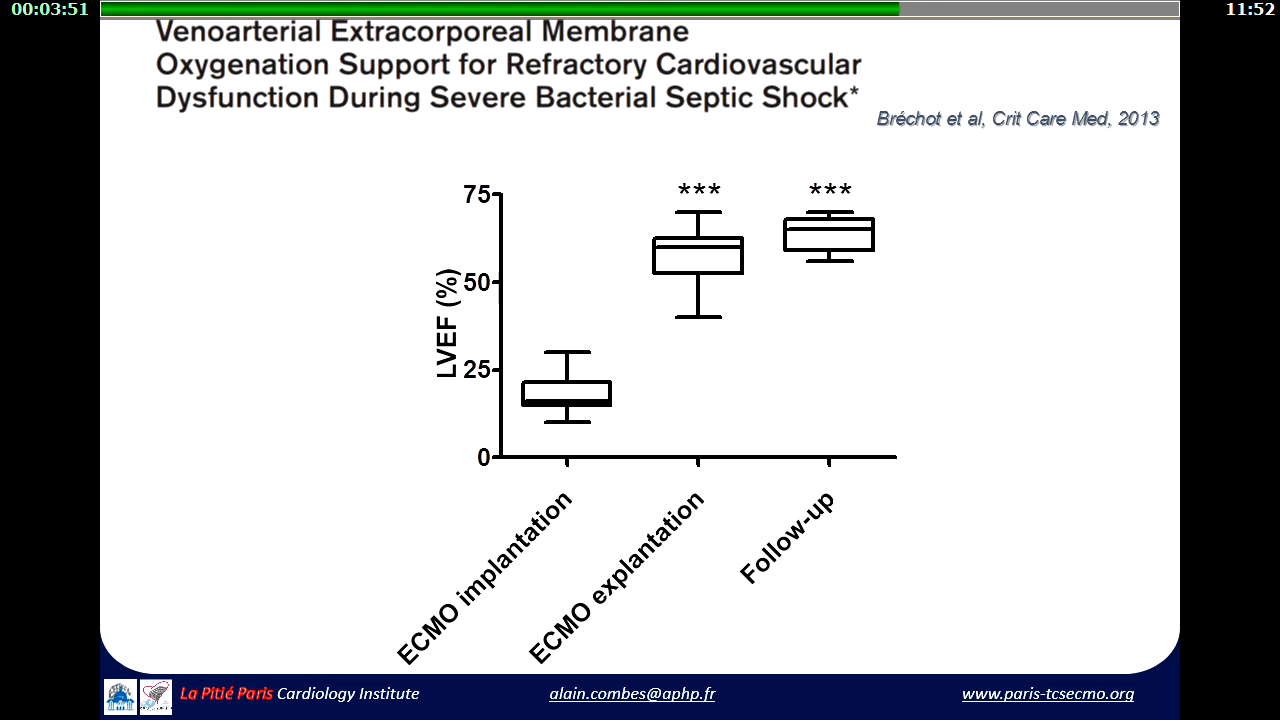 00:03:51
11:52
Venoarterial Extracorporeal Membrane
Oxygenation Support for Refractory Cardiovascular
Dysfunction During Severe Bacterial Septic Shock*
Bréchot et al, Crit Care Med, 2013
***
***
75
50
25
0
LVEF (%)
ECMO implantation
ECMO explantation
Follow-up
La Pitié Paris Cardiology Institute
alain.combes@aphp.fr
www.paris-tcsecmo.org